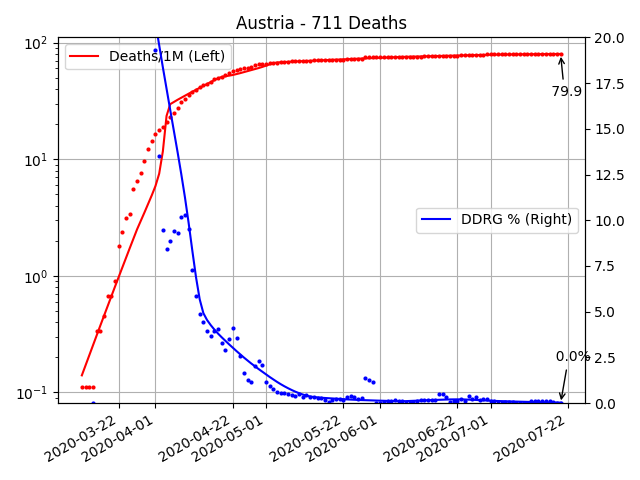 Austria - 711 Deaths
10² 20.0
Deaths/1M (Left)
17.5
79.9
15.0
10¹
12.5
DDRG % (Right) 10.0
7.5
10⁰
5.0
0.0% 2.5
10⁻¹ 0.0
2020-03-22 2020-04-01 2020-04-22 2020-05-01 2020-05-22 2020-06-01 2020-06-22 2020-07-01 2020-07-22